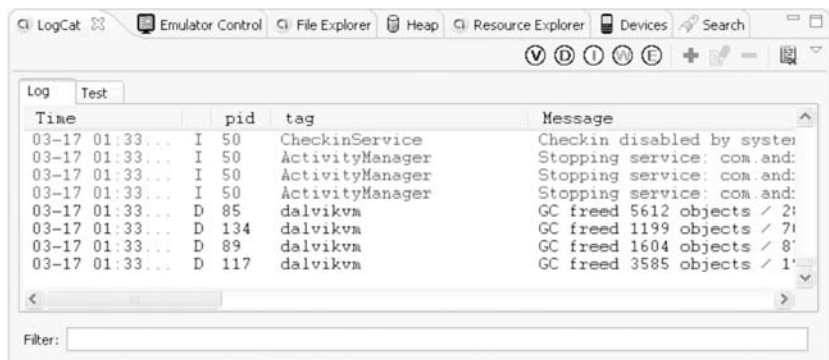 LogCat Emulator Control File Explorer Heap Resource Explorer Devices Search
V D I W E
Log Test
Time pid tag Message
03-17 01:33... I 50 CheckinService Checkin disabled by system
03-17 01:33... I 50 ActivityManager Stopping service: com.and
03-17 01:33... I 50 ActivityManager Stopping service: com.and
03-17 01:33... I 50 ActivityManager Stopping service: com.and
03-17 01:33... D 85 dalvikvm GC freed 5612 objects /
03-17 01:33... D 134 dalvikvm GC freed 1199 objects /
03-17 01:33... D 89 dalvikvm GC freed 1604 objects /
03-17 01:33... D 117 dalvikvm GC freed 3585 objects /
Filter: